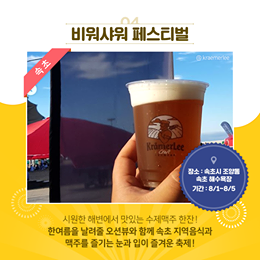 04
비워샤워 페스티벌
속초
Craft
장소 : 속초시 조양동
속초 해수욕장
기간 : 8/1~8/5
시원한 해변에서 맛있는 수제맥주 한잔!
한여름을 날려줄 오션뷰와 함께 속초 지역음식과
맥주를 즐기는 눈과 입이 즐거운 축제!